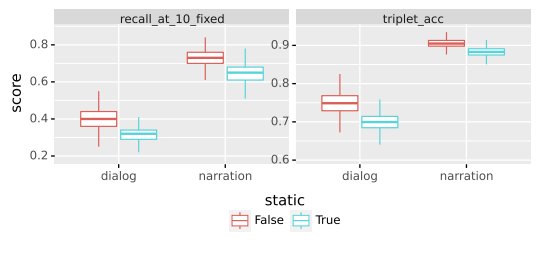 recall_at_10_fixed
triplet_acc
score
0.8
0.6
0.4
0.2
0.9
0.8
0.7
0.6
dialog
narration
dialog
narration
static
False
True